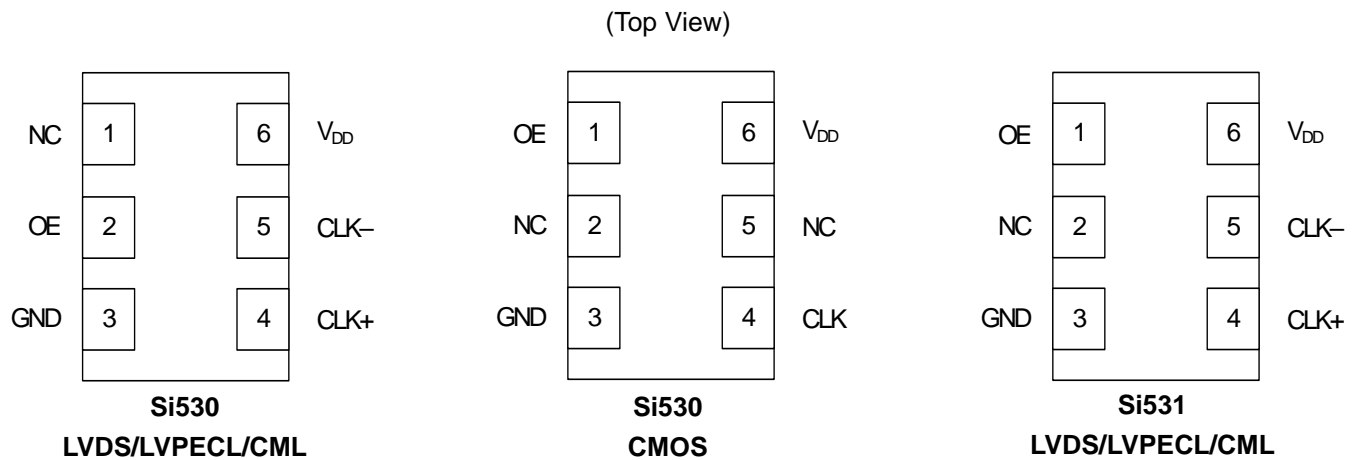 (Top View)
NC 1 6 VDD
OE 2 5 CLK–
GND 3 4 CLK+
Si530
LVDS/LVPECL/CML
OE 1 6 VDD
NC 2 5 NC
GND 3 4 CLK
Si530
CMOS
OE 1 6 VDD
NC 2 5 CLK–
GND 3 4 CLK+
Si531
LVDS/LVPECL/CML